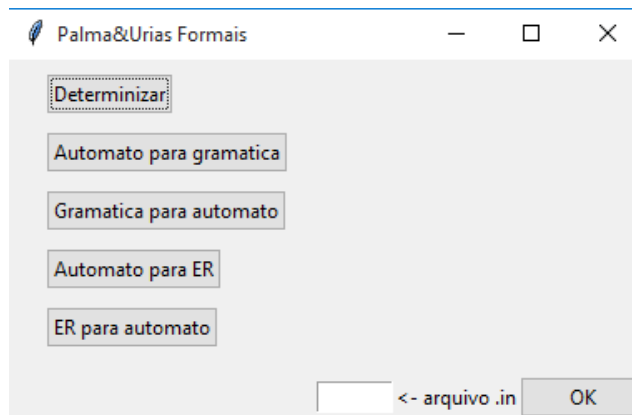 Palma&Urias Formais
Determinizar
Automato para gramatica
Gramatica para automato
Automato para ER
ER para automato
<- arquivo .in OK